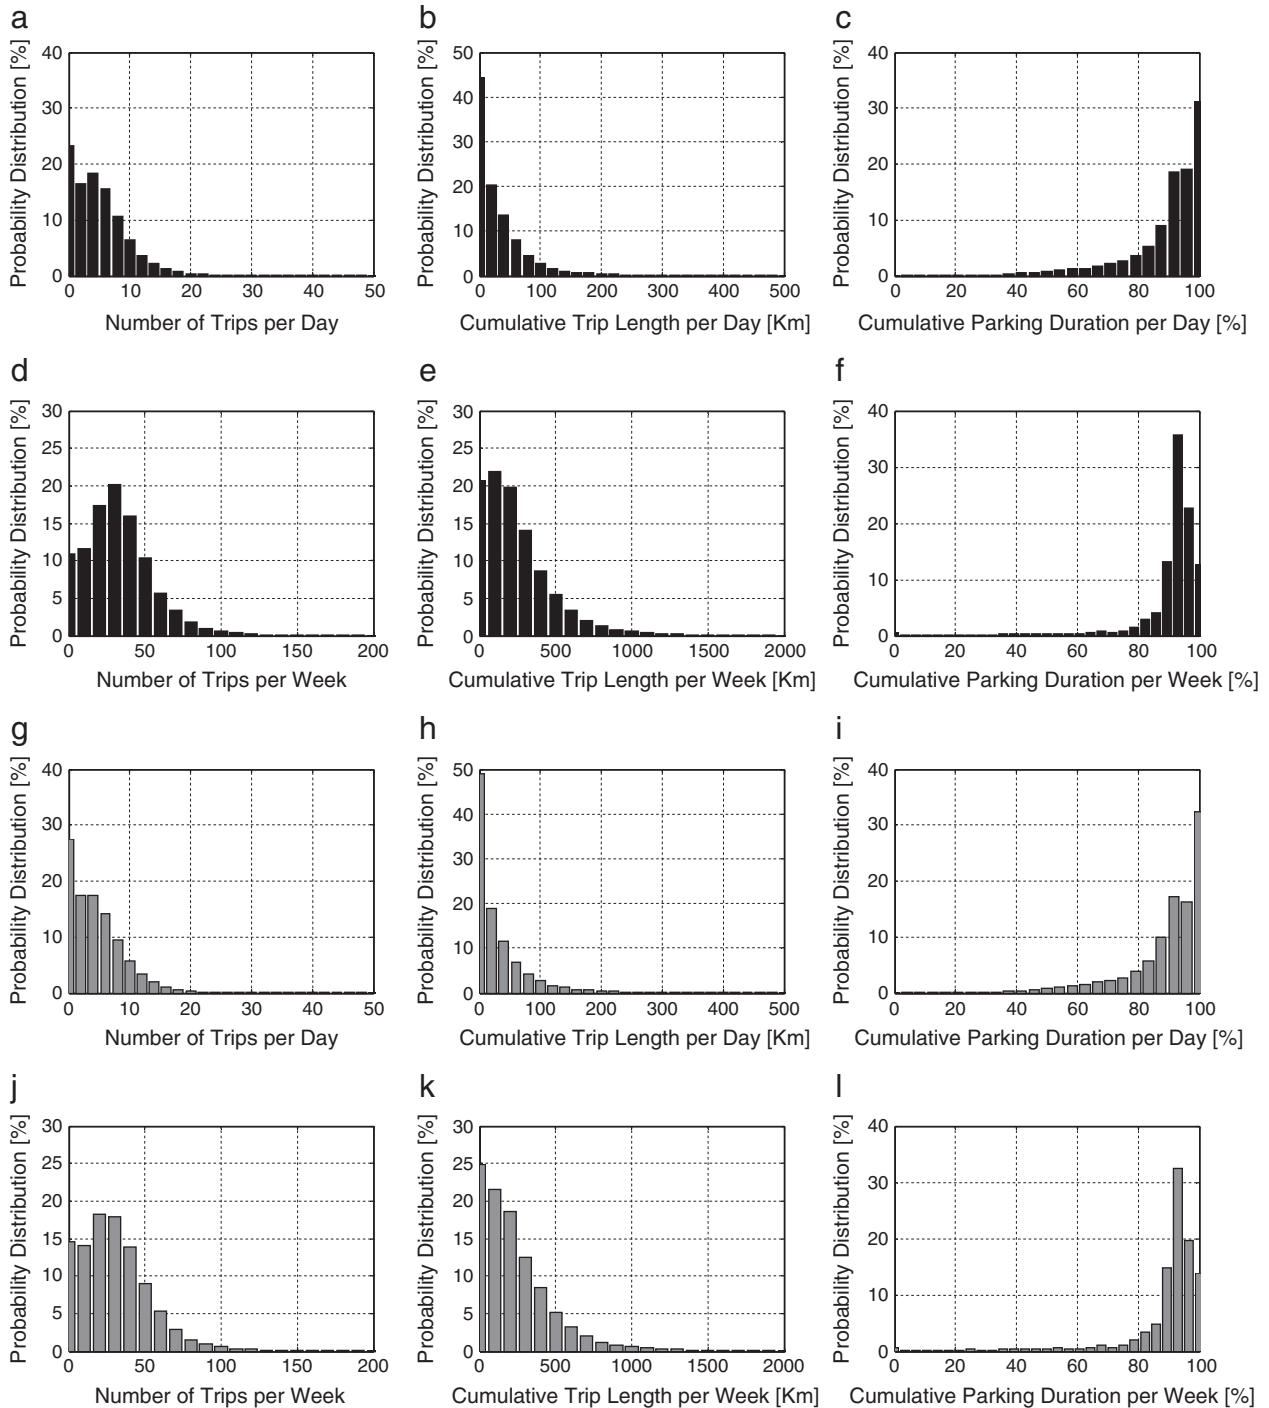 a
Probability Distribution [%]
40
30
20
10
0
0 10 20 30 40 50
Number of Trips per Day
b
Probability Distribution [%]
50
40
30
20
10
0
0 100 200 300 400 500
Cumulative Trip Length per Day [Km]
c
Probability Distribution [%]
40
30
20
10
0
0 20 40 60 80 100
Cumulative Parking Duration per Day [%]
d
Probability Distribution [%]
30
25
20
15
10
5
0
0 50 100 150 200
Number of Trips per Week
e
Probability Distribution [%]
30
25
20
15
10
5
0
0 500 1000 1500 2000
Cumulative Trip Length per Week [Km]
f
Probability Distribution [%]
40
30
20
10
0
0 20 40 60 80 100
Cumulative Parking Duration per Week [%]
g
Probability Distribution [%]
40
30
20
10
0
0 10 20 30 40 50
Number of Trips per Day
h
Probability Distribution [%]
50
40
30
20
10
0
0 100 200 300 400 500
Cumulative Trip Length per Day [Km]
i
Probability Distribution [%]
40
30
20
10
0
0 20 40 60 80 100
Cumulative Parking Duration per Day [%]
j
Probability Distribution [%]
30
25
20
15
10
5
0
0 50 100 150 200
Number of Trips per Week
k
Probability Distribution [%]
30
25
20
15
10
5
0
0 500 1000 1500 2000
Cumulative Trip Length per Week [Km]
l
Probability Distribution [%]
40
30
20
10
0
0 20 40 60 80 100
Cumulative Parking Duration per Week [%]